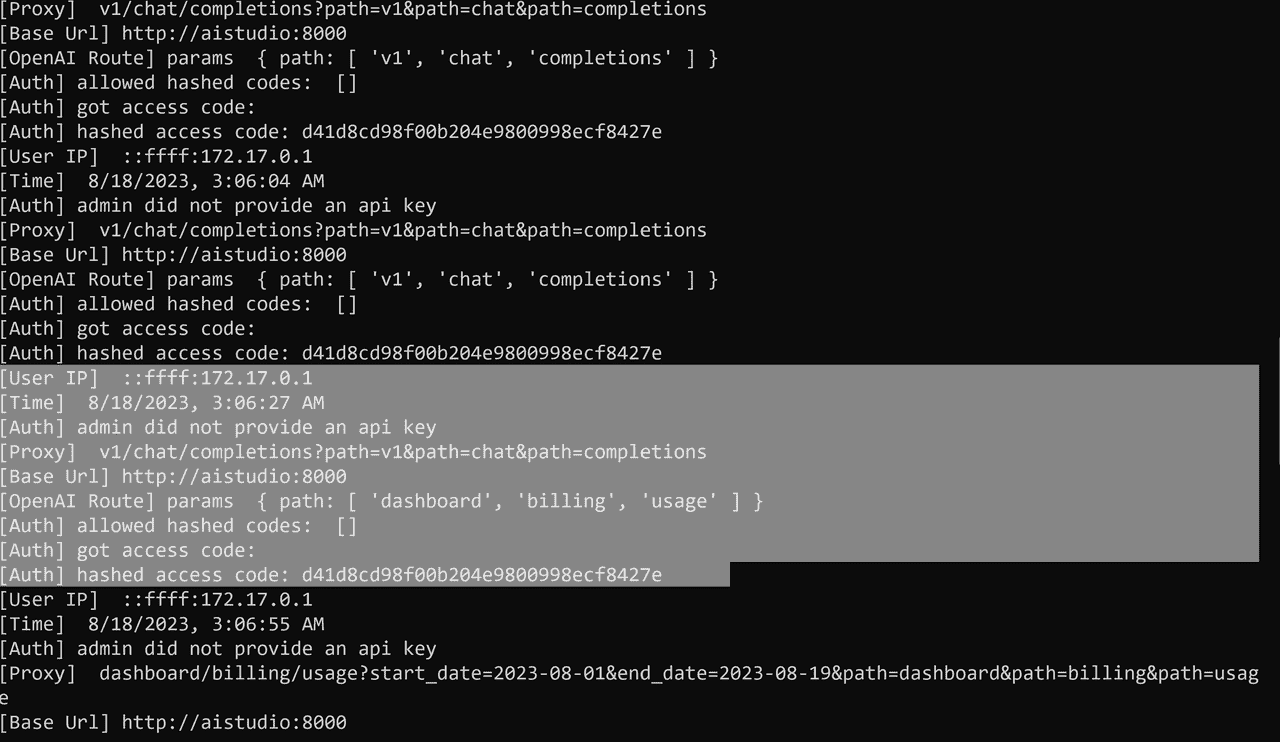 [Proxy]  v1/chat/completions?path=v1&path=chat&path=completions
[Base Url] http://aistudio:8000
[OpenAI Route] params  { path: [ 'v1', 'chat', 'completions' ] }
[Auth] allowed hashed codes:  []
[Auth] got access code:
[Auth] hashed access code: d41d8cd98f00b204e9800998ecf8427e
[User IP]  ::ffff:172.17.0.1
[Time]  8/18/2023, 3:06:04 AM
[Auth] admin did not provide an api key
[Proxy]  v1/chat/completions?path=v1&path=chat&path=completions
[Base Url] http://aistudio:8000
[OpenAI Route] params  { path: [ 'v1', 'chat', 'completions' ] }
[Auth] allowed hashed codes:  []
[Auth] got access code:
[Auth] hashed access code: d41d8cd98f00b204e9800998ecf8427e
[User IP]  ::ffff:172.17.0.1
[Time]  8/18/2023, 3:06:27 AM
[Auth] admin did not provide an api key
[Proxy]  v1/chat/completions?path=v1&path=chat&path=completions
[Base Url] http://aistudio:8000
[OpenAI Route] params  { path: [ 'dashboard', 'billing', 'usage' ] }
[Auth] allowed hashed codes:  []
[Auth] got access code:
[Auth] hashed access code: d41d8cd98f00b204e9800998ecf8427e
[User IP]  ::ffff:172.17.0.1
[Time]  8/18/2023, 3:06:55 AM
[Auth] admin did not provide an api key
[Proxy]  dashboard/billing/usage?start_date=2023-08-01&end_date=2023-08-19&path=dashboard&path=billing&path=usag
e
[Base Url] http://aistudio:8000